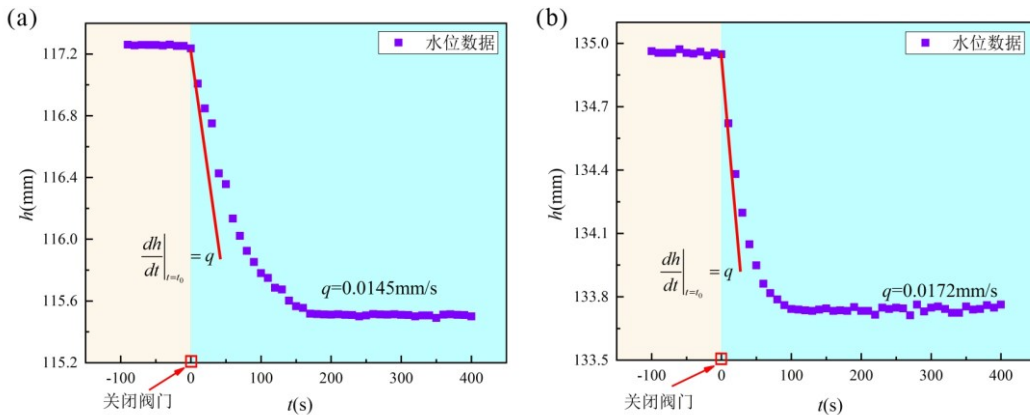 (a)
水位数据
117.2
116.8
116.4
116.0
115.6
115.2
h(mm)
dh/dt|t=t₀ = q
q=0.0145mm/s
-100 0 100 200 300 400
关闭阀门
t(s)
(b)
水位数据
135.0
134.7
134.4
134.1
133.8
133.5
h(mm)
dh/dt|t=t₀ = q
q=0.0172mm/s
-100 0 100 200 300 400
关闭阀门
t(s)